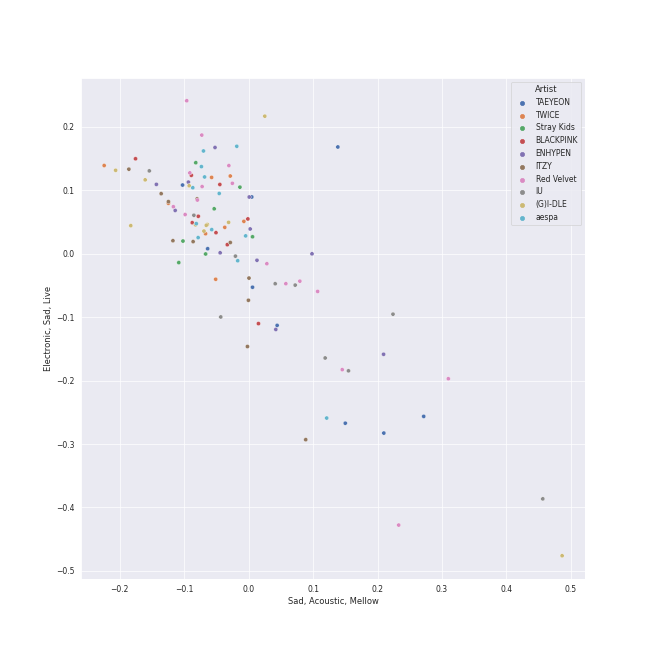 Artist
TAEYEON
TWICE
Stray Kids
BLACKPINK
ENHYPEN
ITZY
Red Velvet
IU
(G)I-DLE
aespa
0.2
0.1
0.0
−0.1
−0.2
−0.3
−0.4
−0.5
Electronic, Sad, Live
−0.2 −0.1 0.0 0.1 0.2 0.3 0.4 0.5
Sad, Acoustic, Mellow